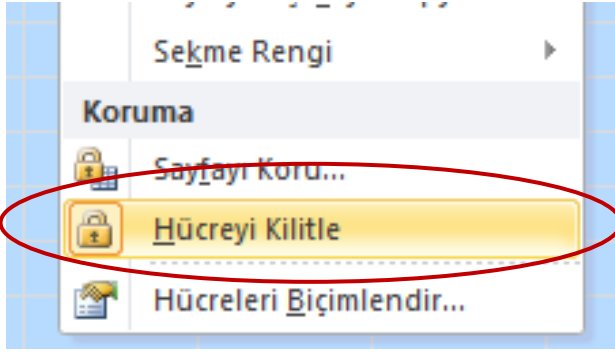 Sekme Rengi
Koruma
Sayfayı Koru...
Hücreyi Kilitle
Hücreleri Biçimlendir...